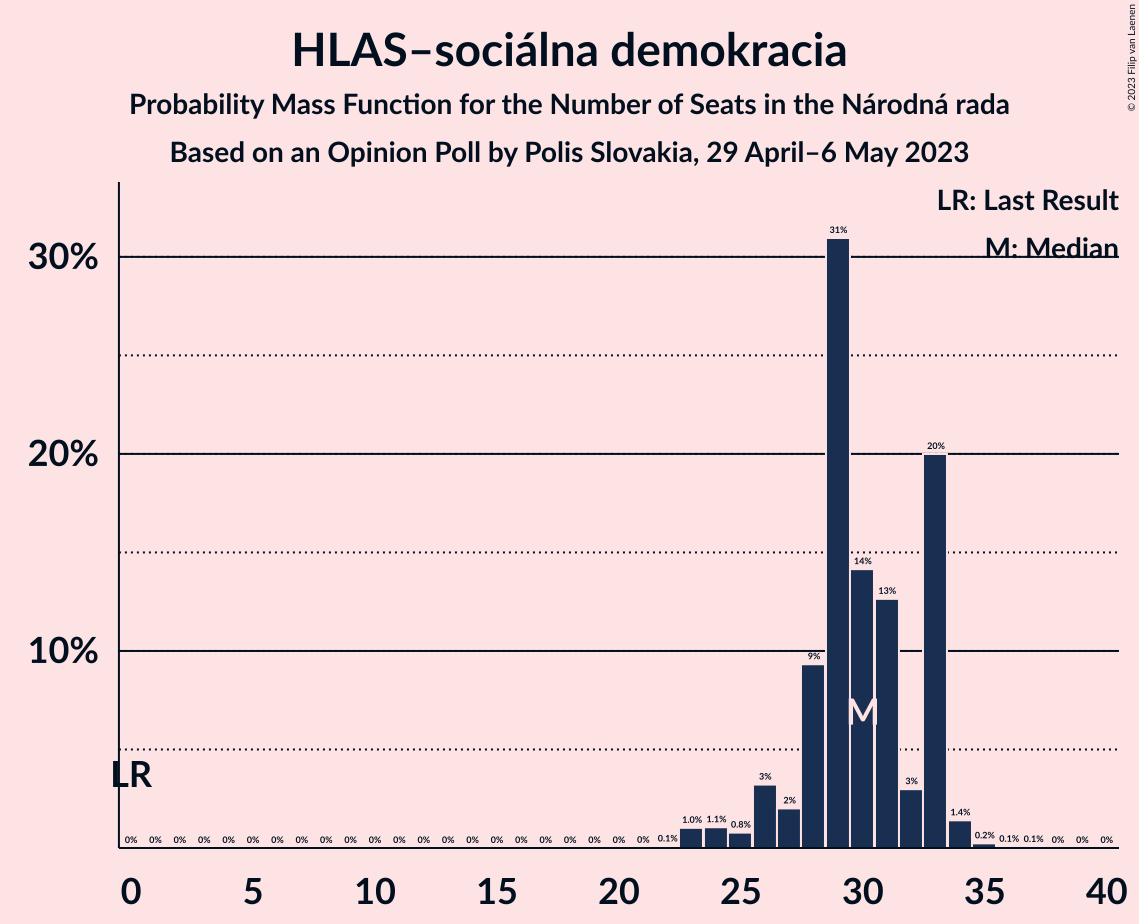 HLAS–sociálna demokracia
Probability Mass Function for the Number of Seats in the Národná rada
Based on an Opinion Poll by Polis Slovakia, 29 April–6 May 2023
© 2023 Filip van Laenen
LR: Last Result
M: Median
30%
20%
10%
31%
20%
14%
13%
9%
M
LR
0% 0% 0% 0% 0% 0% 0% 0% 0% 0% 0% 0% 0% 0% 0% 0% 0% 0% 0% 0% 0% 0% 0.1% 1.0% 1.1% 0.8% 3% 2% 3% 1.4% 0.2% 0.1% 0.1% 0% 0% 0%
0 5 10 15 20 25 30 35 40